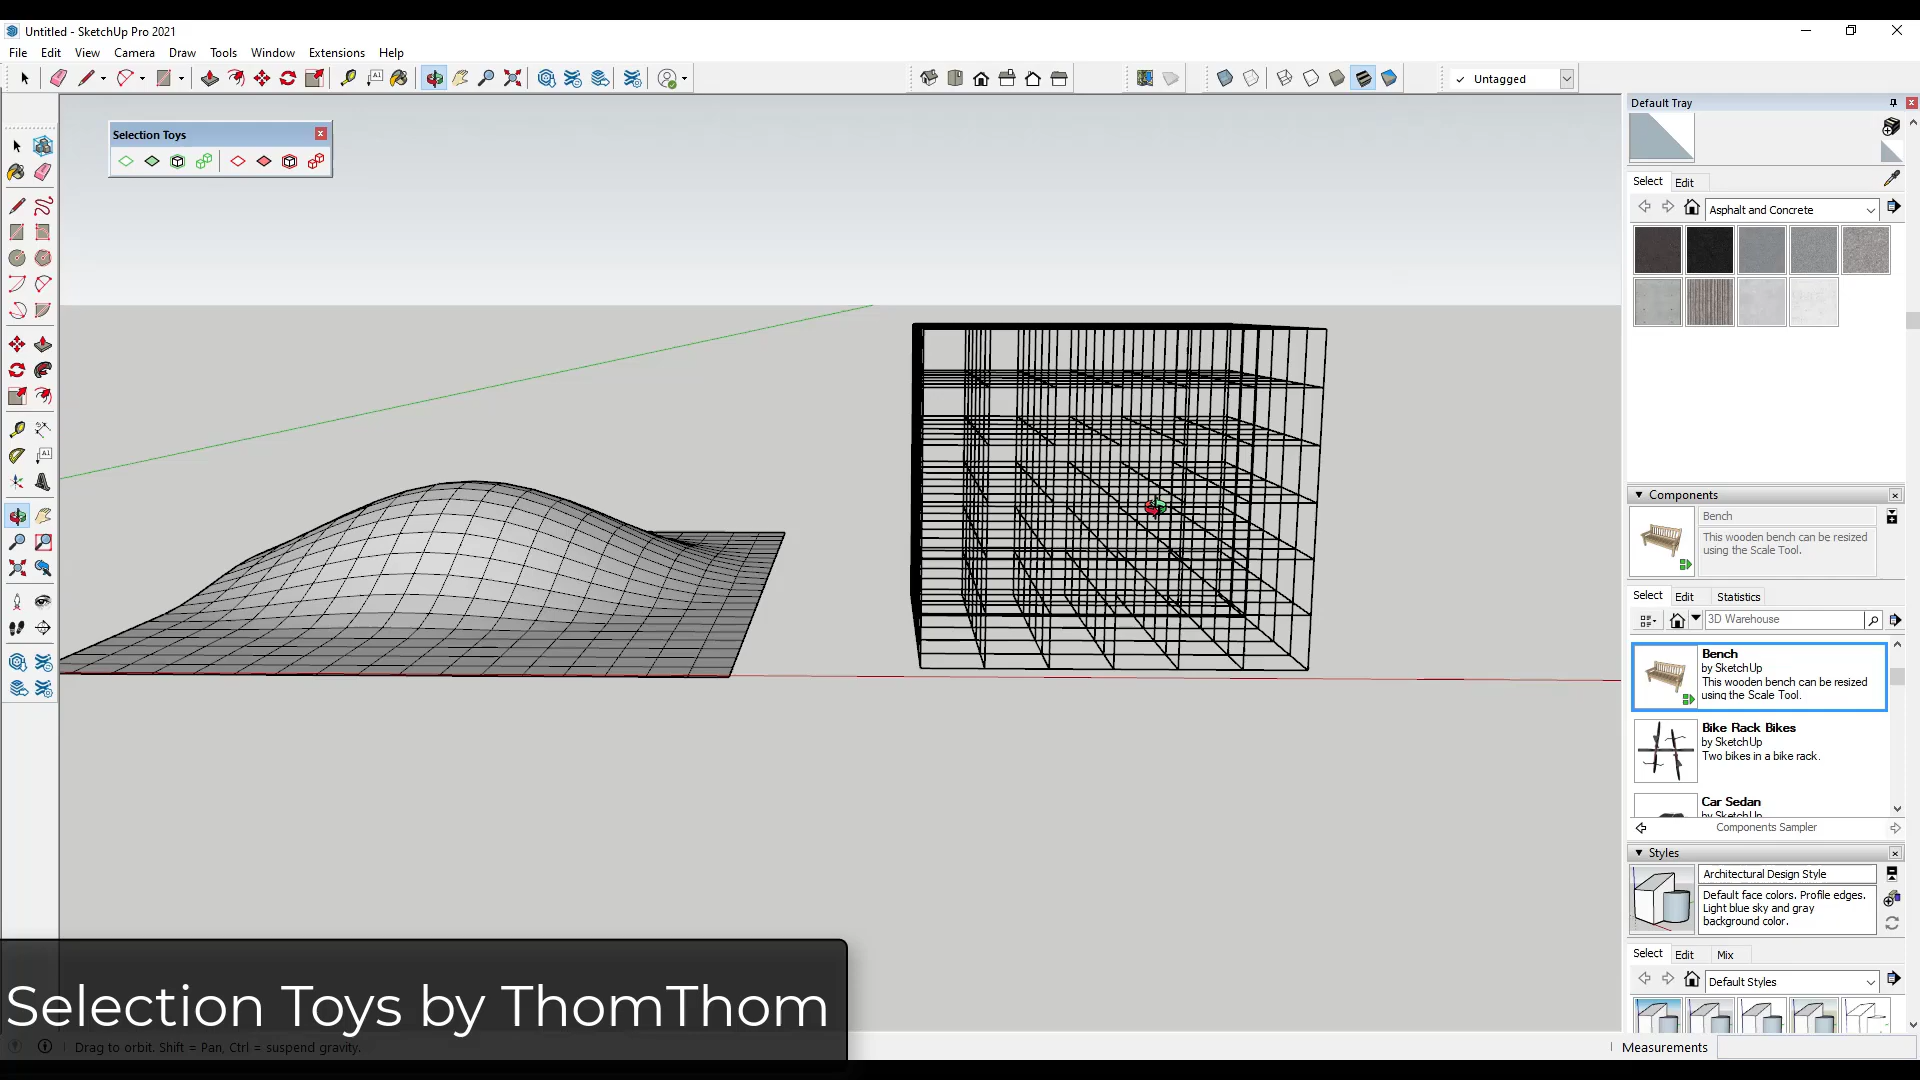 Untitled - SketchUp Pro 2021
File Edit View Camera Draw Tools Window Extensions Help
Untagged
Default Tray
Selection Toys
Select Edit
Asphalt and Concrete
Components
Bench
This wooden bench can be resized
using the Scale Tool.
Select Edit Statistics
3D Warehouse
Bench
by SketchUp
This wooden bench can be resized
using the Scale Tool.
Bike Rack Bikes
by SketchUp
Two bikes in a bike rack.
Car Sedan
by SketchUp
Components Sampler
Styles
Architectural Design Style
Default face colors. Profile edges.
Light blue sky and gray
background color.
Select Edit Mix
Default Styles
Selection Toys by ThomThom
Drag to orbit. Shift = Pan, Ctrl = suspend gravity.
Measurements